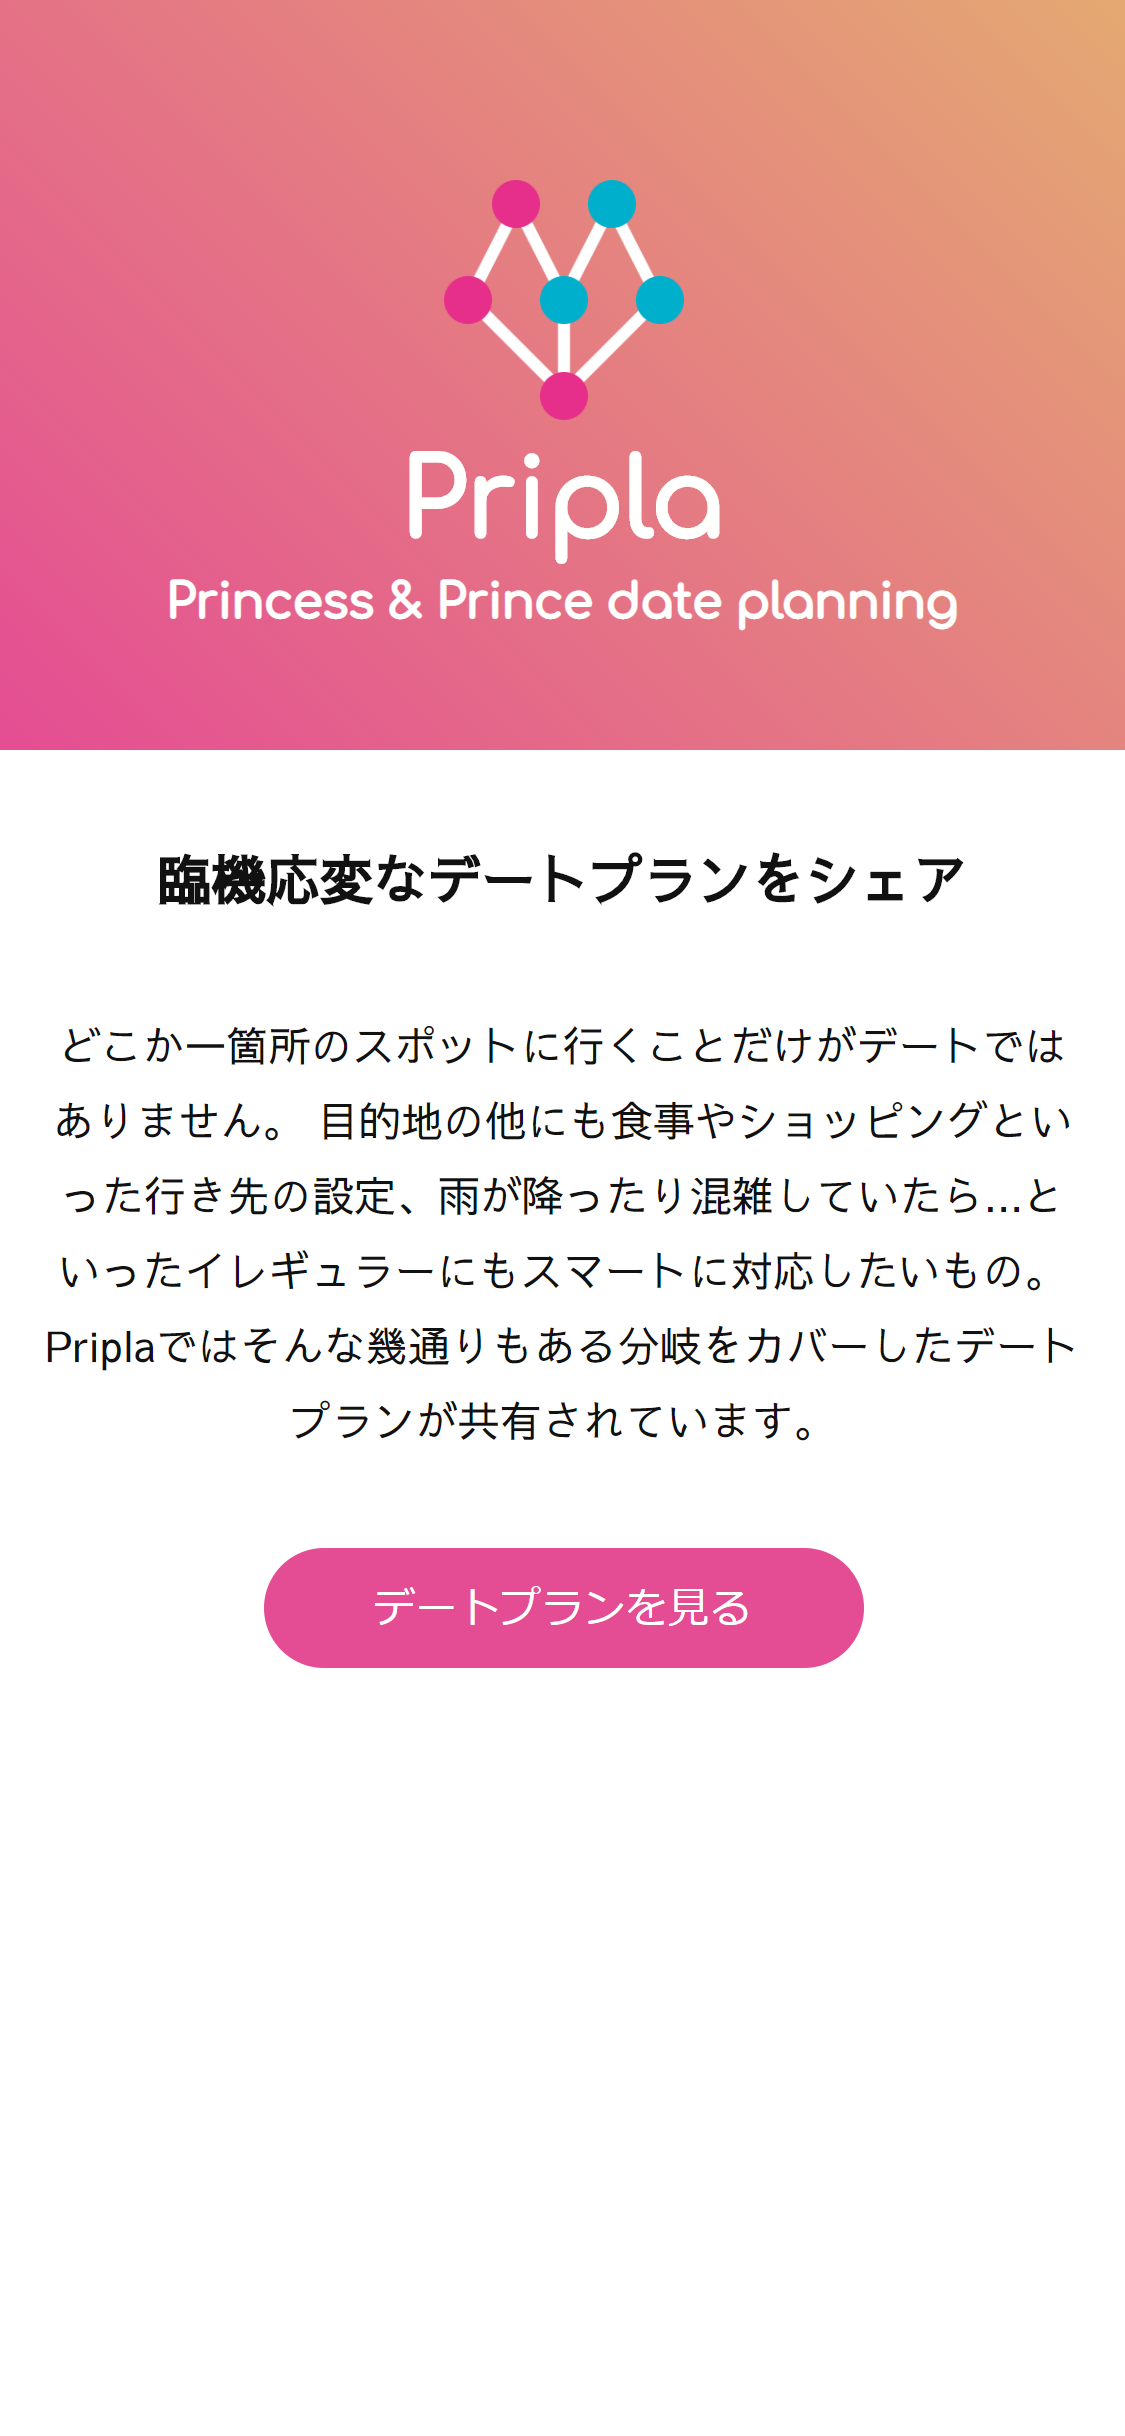 Pripla
Princess & Prince date planning
臨機応変なデートプランをシェア
どこか一箇所のスポットに行くことだけがデートでは
ありません。 目的地の他にも食事やショッピングとい
った行き先の設定、雨が降ったり混雑していたら...と
いったイレギュラーにもスマートに対応したいもの。
Priplaではそんな幾通りもある分岐をカバーしたデート
プランが共有されています。
デートプランを見る